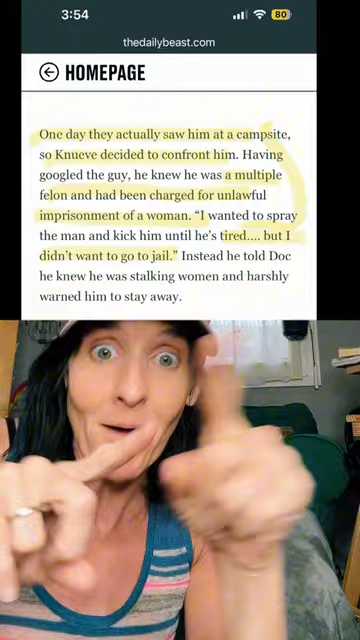 3:54
80
thedailybeast.com
HOMEPAGE
One day they actually saw him at a campsite,
so Knueve decided to confront him. Having
googled the guy, he knew he was a multiple
felon and had been charged for unlawful
imprisonment of a woman. “I wanted to spray
the man and kick him until he’s tired.... but I
didn’t want to go to jail.” Instead he told Doc
he knew he was stalking women and harshly
warned him to stay away.